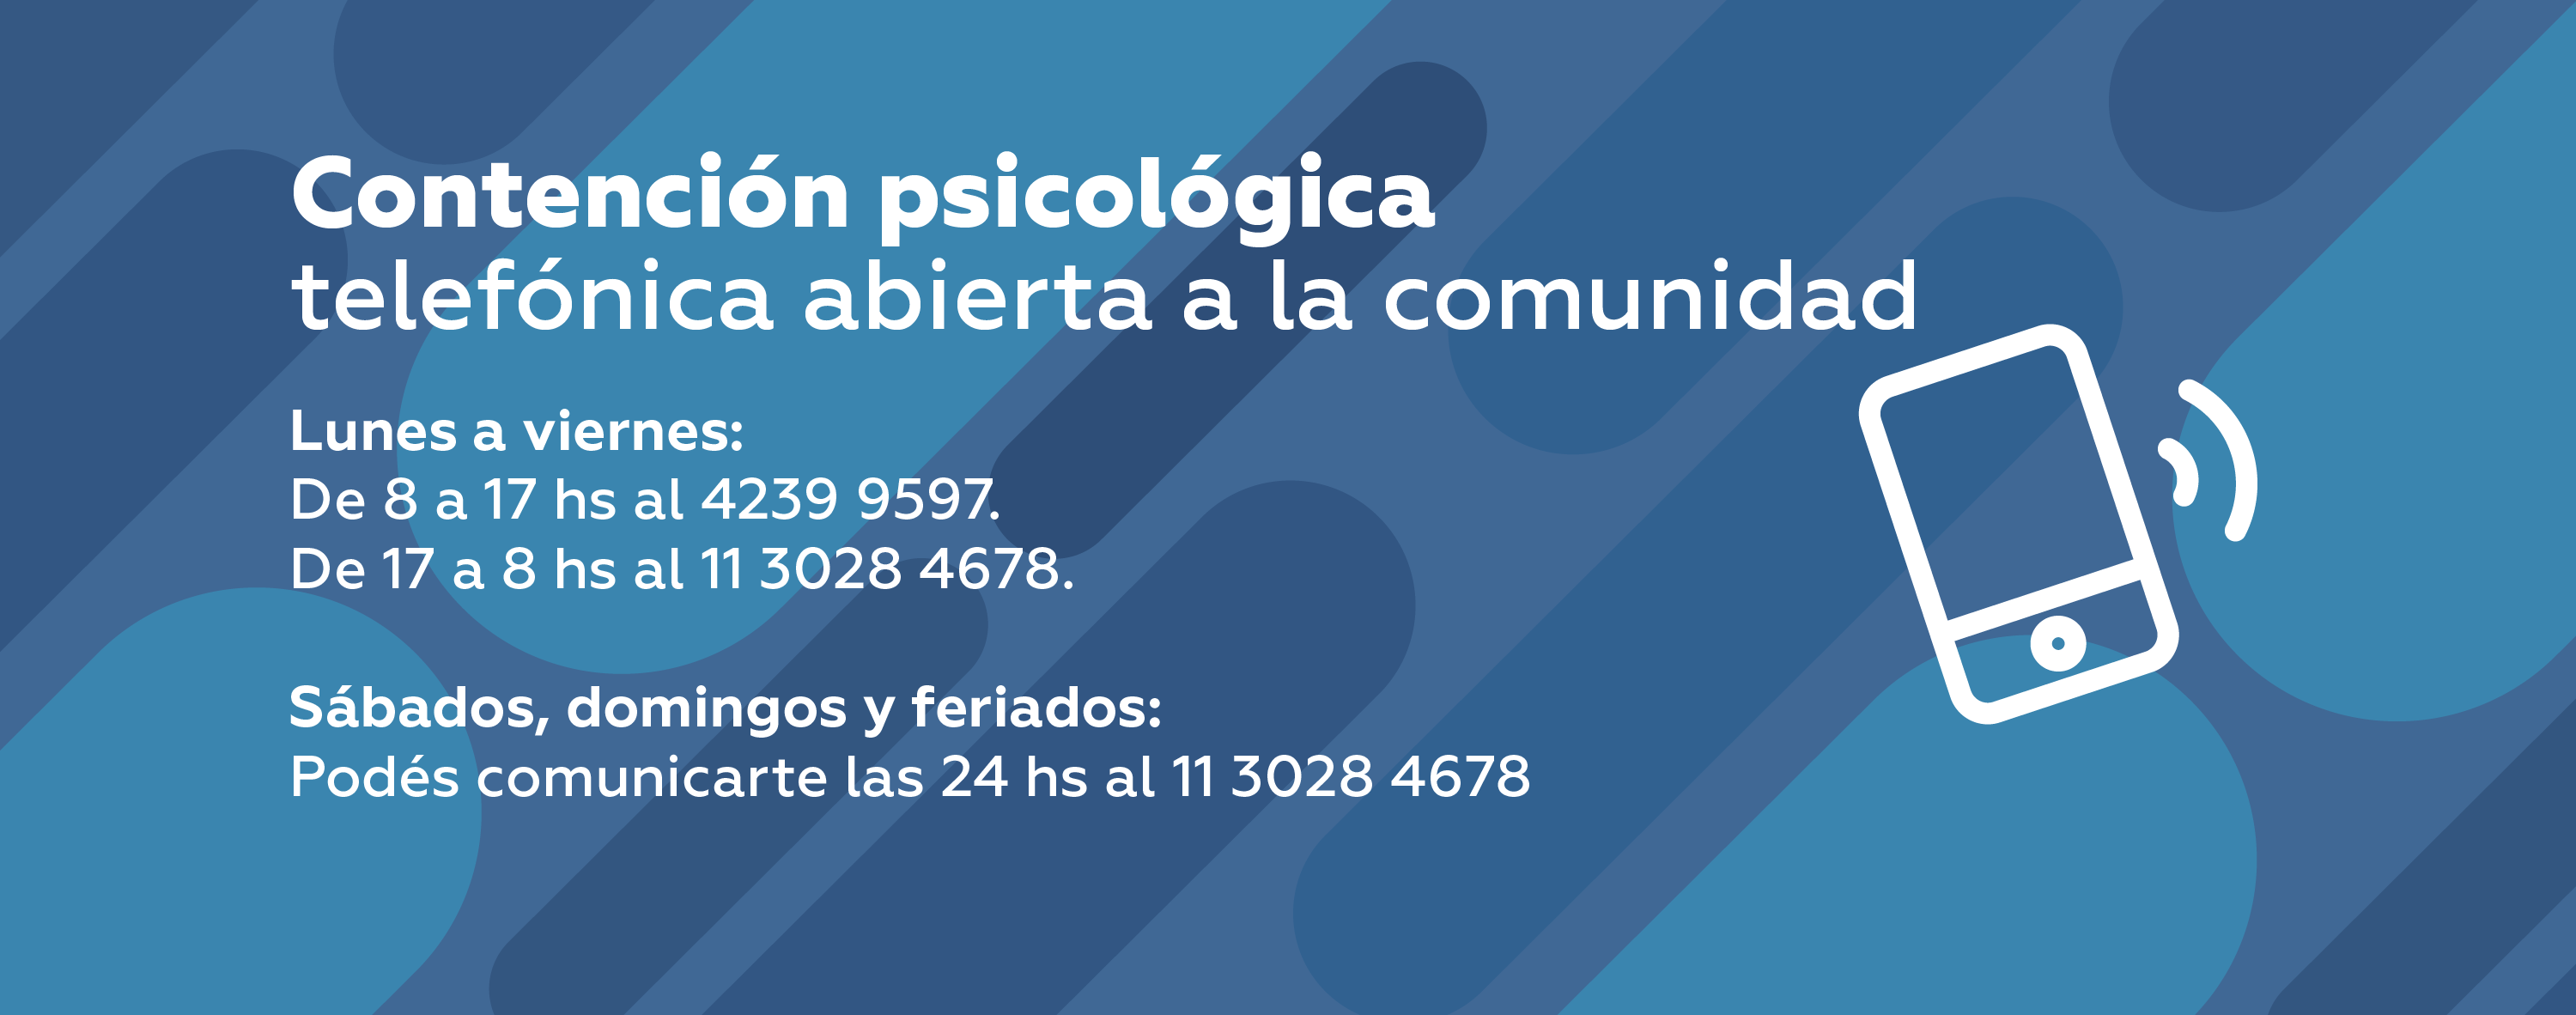 Contención psicológica
telefónica abierta a la comunidad
Lunes a viernes:
De 8 a 17 hs al 4239 9597.
De 17 a 8 hs al 11 3028 4678.
Sábados, domingos y feriados:
Podés comunicarte las 24 hs al 11 3028 4678